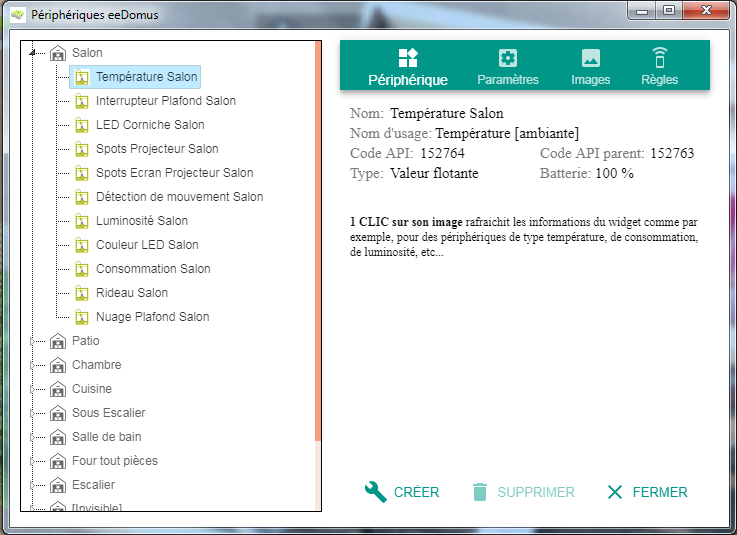 Périphériques eeDomus
Salon
Température Salon
Interrupteur Plafond Salon
LED Corniche Salon
Spots Projecteur Salon
Spots Ecran Projecteur Salon
Détection de mouvement Salon
Luminosité Salon
Couleur LED Salon
Consommation Salon
Rideau Salon
Nuage Plafond Salon
Patio
Chambre
Cuisine
Sous Escalier
Salle de bain
Four tout pièces
Escalier
[Invisible]
Périphérique Paramètres Images Règles
Nom: Température Salon
Nom d'usage: Température [ambiante]
Code API: 152764 Code API parent: 152763
Type: Valeur flotante Batterie: 100 %
1 CLIC sur son image rafraichit les informations du widget comme par
exemple, pour des périphériques de type température, de consommation,
de luminosité, etc...
CRÉER SUPPRIMER FERMER